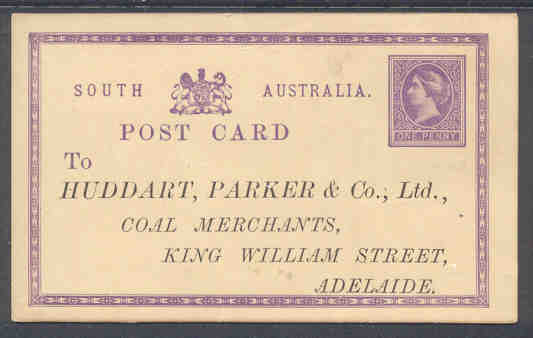 SOUTH AUSTRALIA.
POST CARD
ONE PENNY
To
HUDDART, PARKER & Co., Ltd.,
COAL MERCHANTS,
KING WILLIAM STREET,
ADELAIDE.